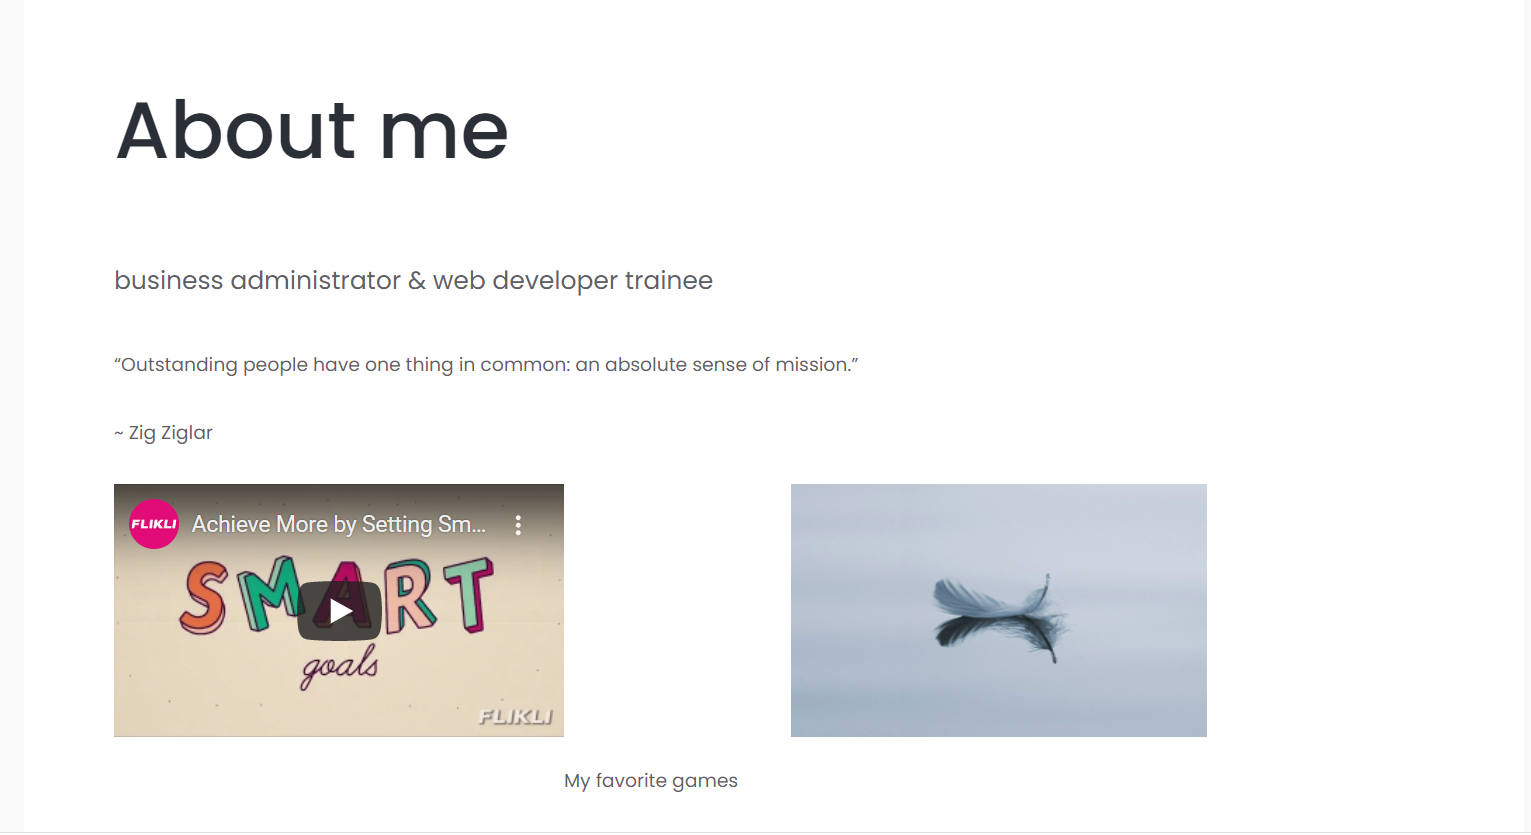 About me
business administrator & web developer trainee
“Outstanding people have one thing in common: an absolute sense of mission.”
~ Zig Ziglar
FLIKLI Achieve More by Setting Sm...
SMART
goals
FLIKLI
My favorite games